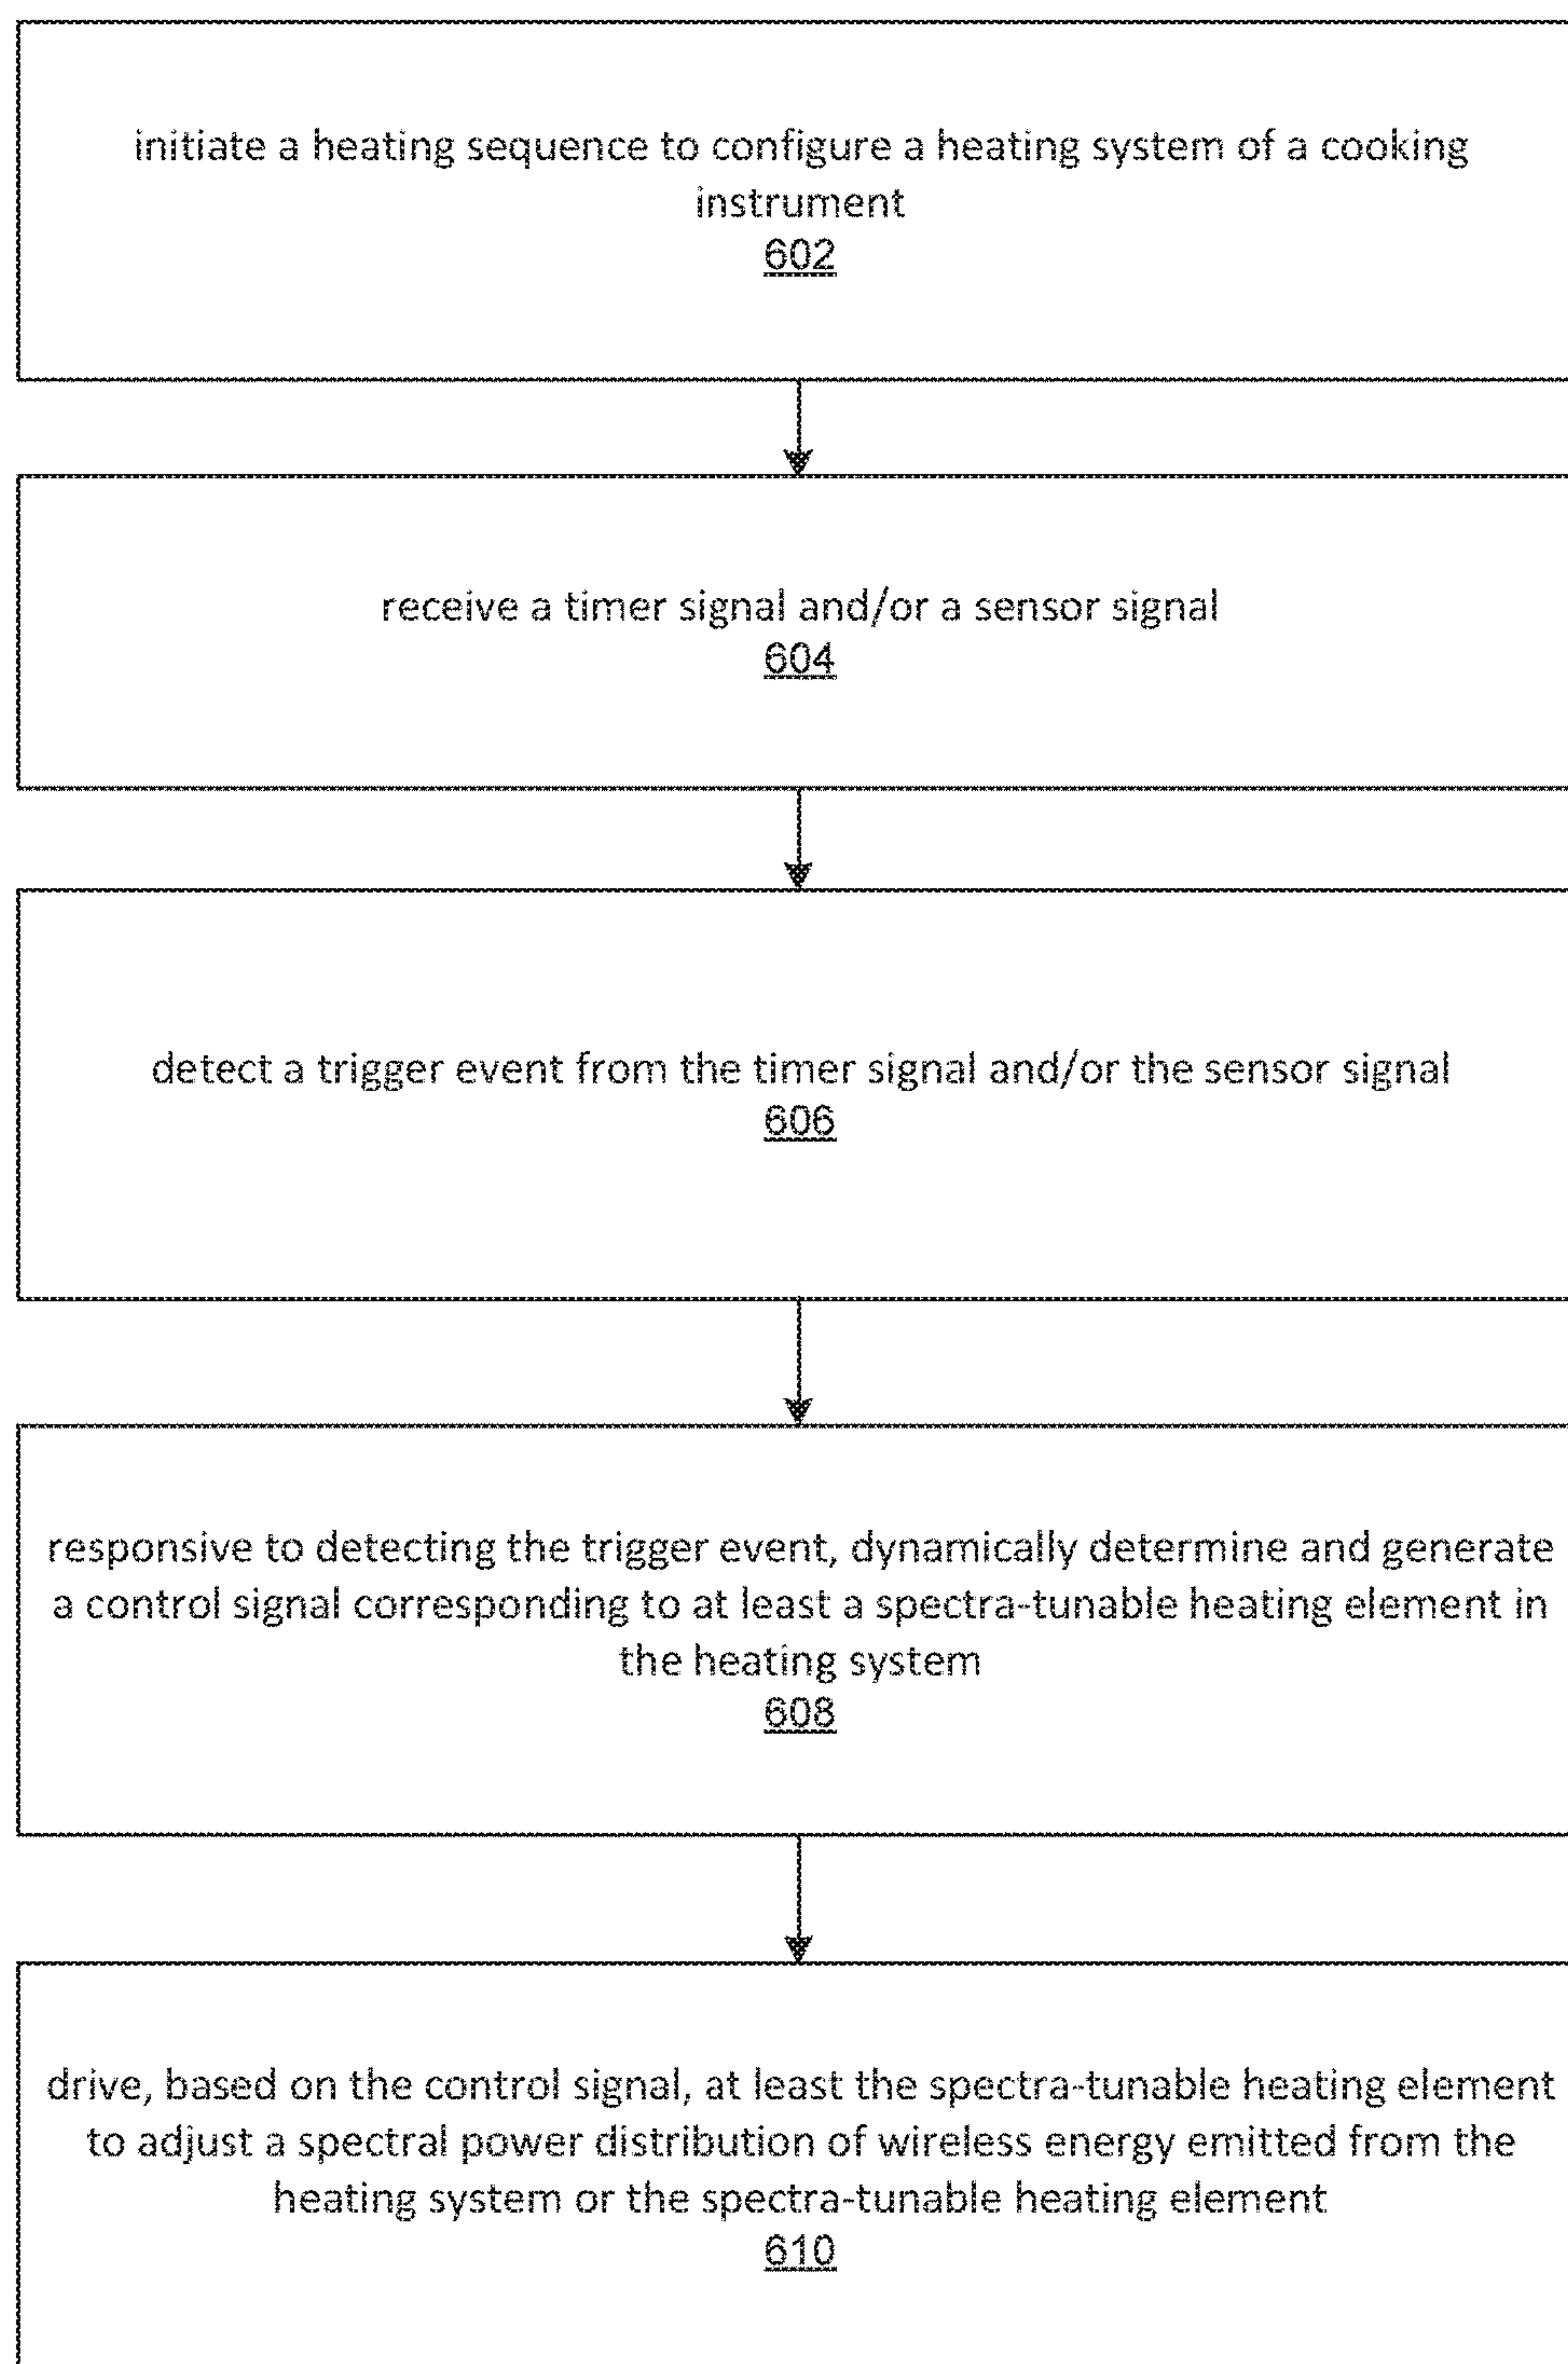 initiate a heating sequence to configure a heating system of a cooking
instrument
602
receive a timer signal and/or a sensor signal
604
detect a trigger event from the timer signal and/or the sensor signal
606
responsive to detecting the trigger event, dynamically determine and generate
a control signal corresponding to at least a spectra-tunable heating element in
the heating system
608
drive, based on the control signal, at least the spectra-tunable heating element
to adjust a spectral power distribution of wireless energy emitted from the
heating system or the spectra-tunable heating element
610